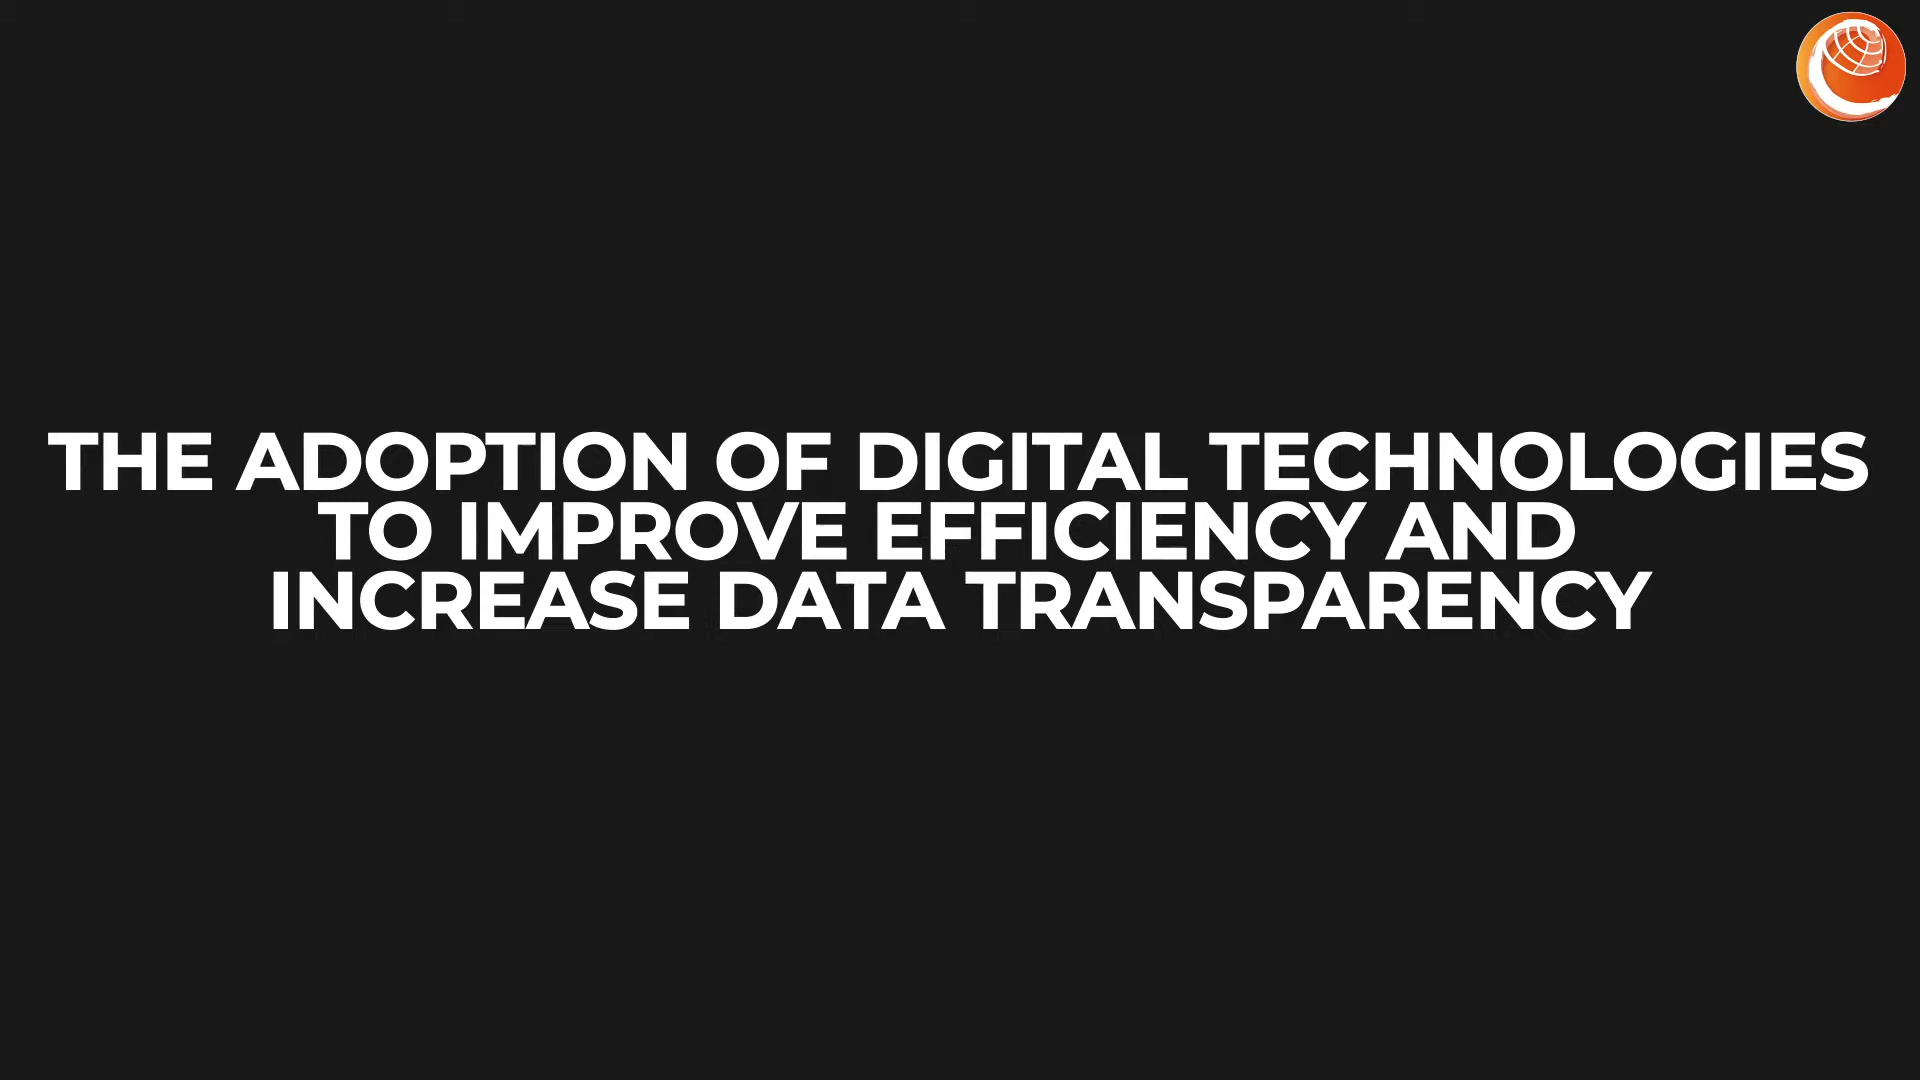 THE ADOPTION OF DIGITAL TECHNOLOGIES
TO IMPROVE EFFICIENCY AND
INCREASE DATA TRANSPARENCY